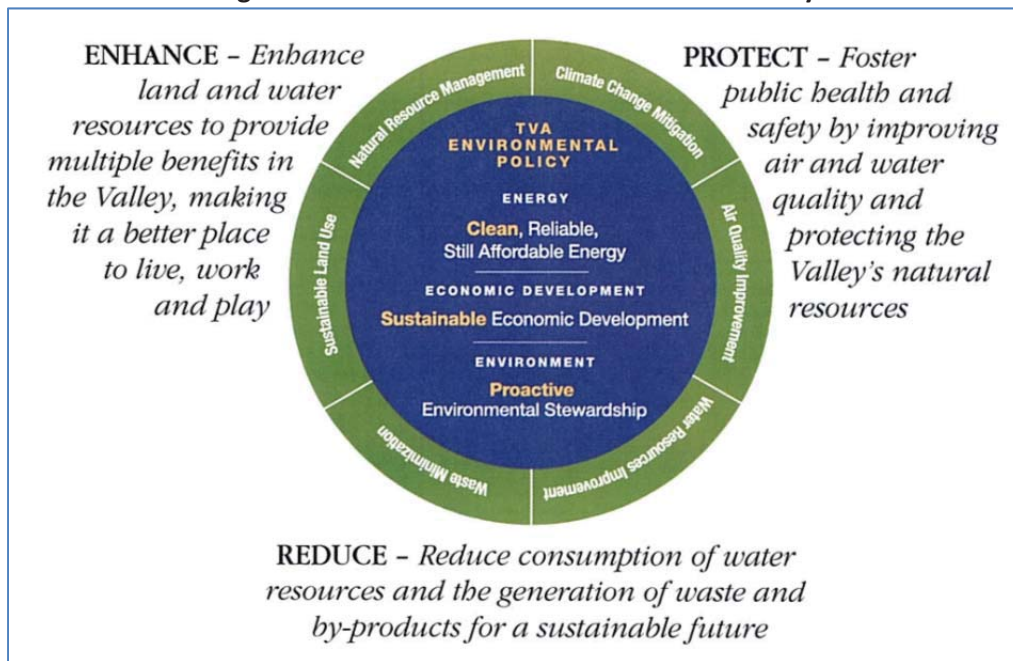 ENHANCE – Enhance
land and water
resources to provide
multiple benefits in
the Valley, making
it a better place
to live, work
and play
PROTECT – Foster
public health and
safety by improving
air and water
quality and
protecting the
Valley's natural
resources
Natural Resource Management
Climate Change Mitigation
Air Quality Improvement
Water Resources Improvement
Waste Minimization
Sustainable Land Use
TVA
ENVIRONMENTAL
POLICY
ENERGY
Clean, Reliable,
Still Affordable Energy
ECONOMIC DEVELOPMENT
Sustainable Economic Development
ENVIRONMENT
Proactive
Environmental Stewardship
REDUCE – Reduce consumption of water
resources and the generation of waste and
by-products for a sustainable future